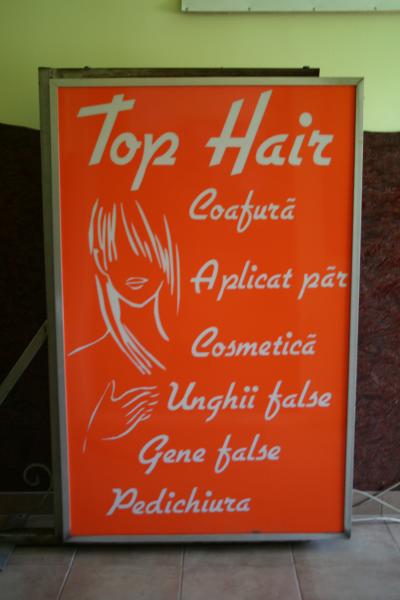 Top Hair
Coafură
Aplicat păr
Cosmetică
Unghii false
Gene false
Pedichiura